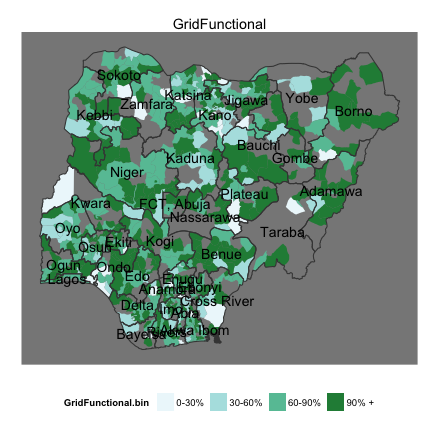 GridFunctional
Sokoto
Katsina
Jigawa
Yobe
Zamfara
Borno
Kebbi
Kano
Bauchi
Kaduna
Gombe
Niger
Plateau
Adamawa
Kwara
FCT, Abuja
Nassarawa
Oyo
Taraba
Osun
Ekiti
Kogi
Benue
Ogun
Ondo
Lagos
Edo
Enugu
Anambra
Ebonyi
Cross River
Delta
Imo
Abia
Bayelsa
Rivers
Akwa Ibom
GridFunctional.bin 0-30% 30-60% 60-90% 90% +